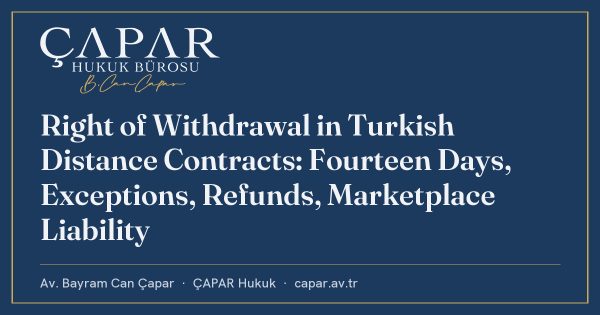 ÇAPAR
HUKUK BÜROSU
B.Can Çapar
Right of Withdrawal in Turkish
Distance Contracts: Fourteen Days,
Exceptions, Refunds, Marketplace
Liability
Av. Bayram Can Çapar · ÇAPAR Hukuk · capar.av.tr